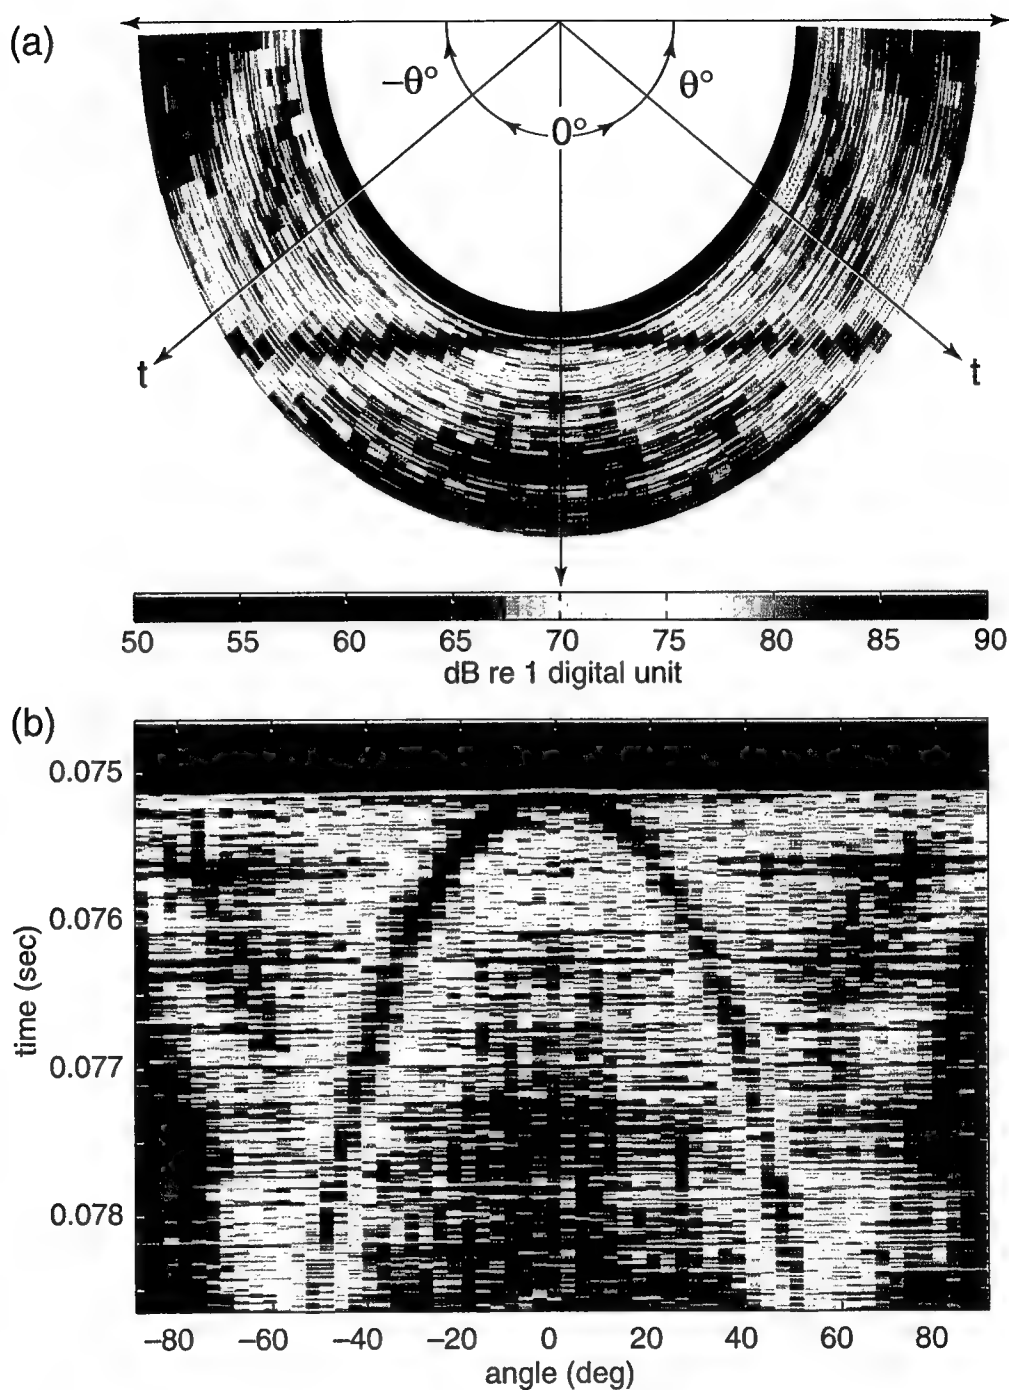 (a)
−θ° θ°
0°
t t
50 55 60 65 70 75 80 85 90
dB re 1 digital unit
(b)
0.075
0.076
0.077
0.078
time (sec)
−80 −60 −40 −20 0 20 40 60 80
angle (deg)